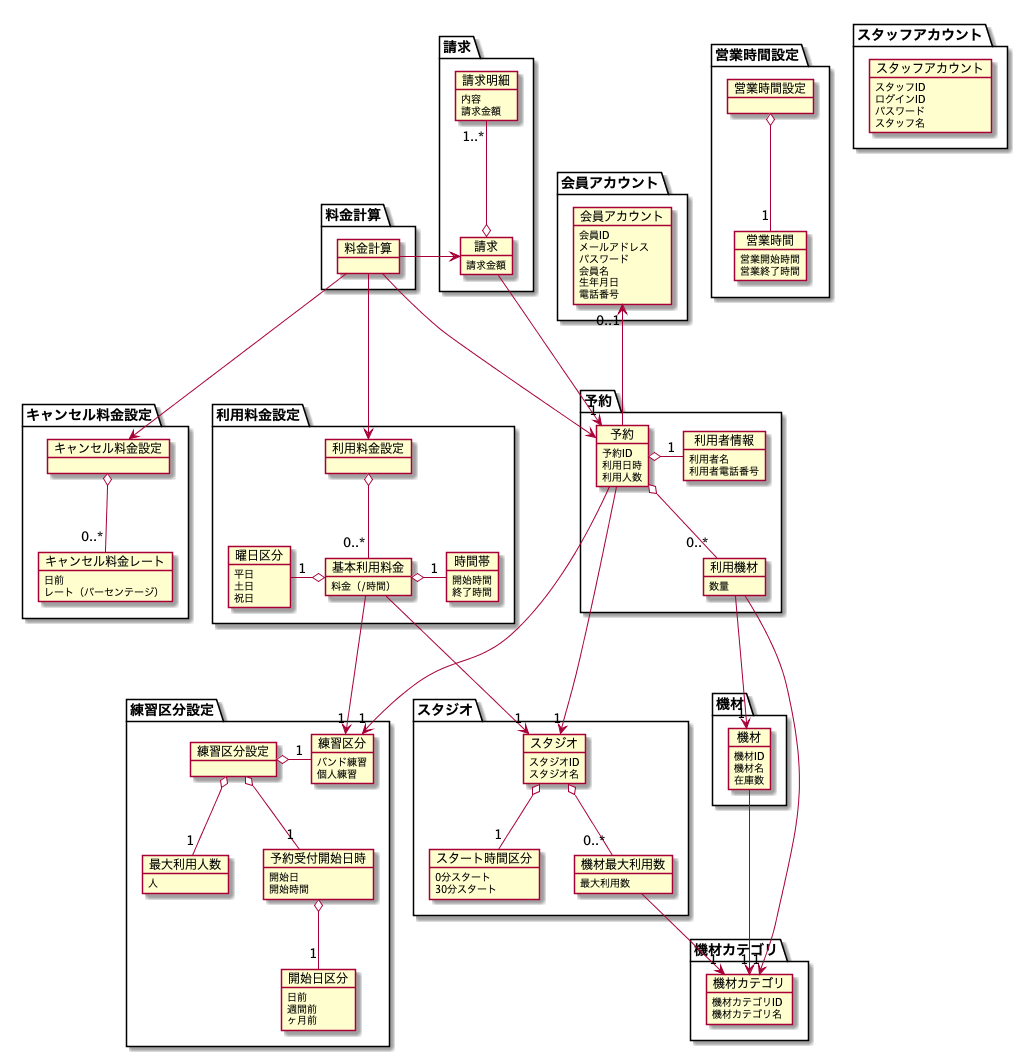 請求
請求明細
内容
請求金額
1..*
請求
請求金額
料金計算
料金計算
会員アカウント
会員アカウント
会員ID
メールアドレス
パスワード
会員名
生年月日
電話番号
0..1
営業時間設定
営業時間設定
1
営業時間
営業開始時間
営業終了時間
スタッフアカウント
スタッフアカウント
スタッフID
ログインID
パスワード
スタッフ名
キャンセル料金設定
キャンセル料金設定
0..*
キャンセル料金レート
日前
レート（パーセンテージ）
利用料金設定
利用料金設定
0..*
曜日区分
平日
土日
祝日
1
基本利用料金
料金（/時間）
1
時間帯
開始時間
終了時間
予約
1
予約
予約ID
利用日時
利用人数
1
利用者情報
利用者名
利用者電話番号
0..*
利用機材
数量
練習区分設定
練習区分設定
1
1
1
練習区分
バンド練習
個人練習
1
最大利用人数
人
1
予約受付開始日時
開始日
開始時間
1
開始日区分
日前
週間前
ヶ月前
スタジオ
1
1
スタジオ
スタジオID
スタジオ名
1
スタート時間区分
0分スタート
30分スタート
0..*
機材最大利用数
最大利用数
機材
1
機材
機材ID
機材名
在庫数
機材カテゴリ
1
1
1
機材カテゴリ
機材カテゴリID
機材カテゴリ名